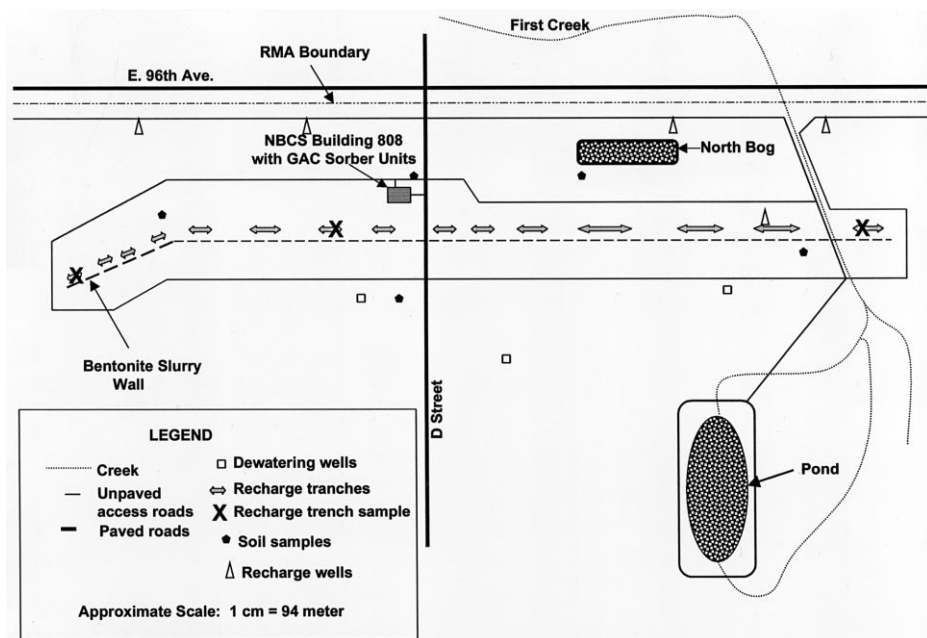 First Creek
RMA Boundary
E. 96th Ave.
NBCS Building 808
with GAC Sorber Units
North Bog
Bentonite Slurry
Wall
D Street
Pond
LEGEND
Creek
Unpaved
access roads
Paved roads
Dewatering wells
Recharge tranches
X Recharge trench sample
Soil samples
Recharge wells
Approximate Scale: 1 cm = 94 meter